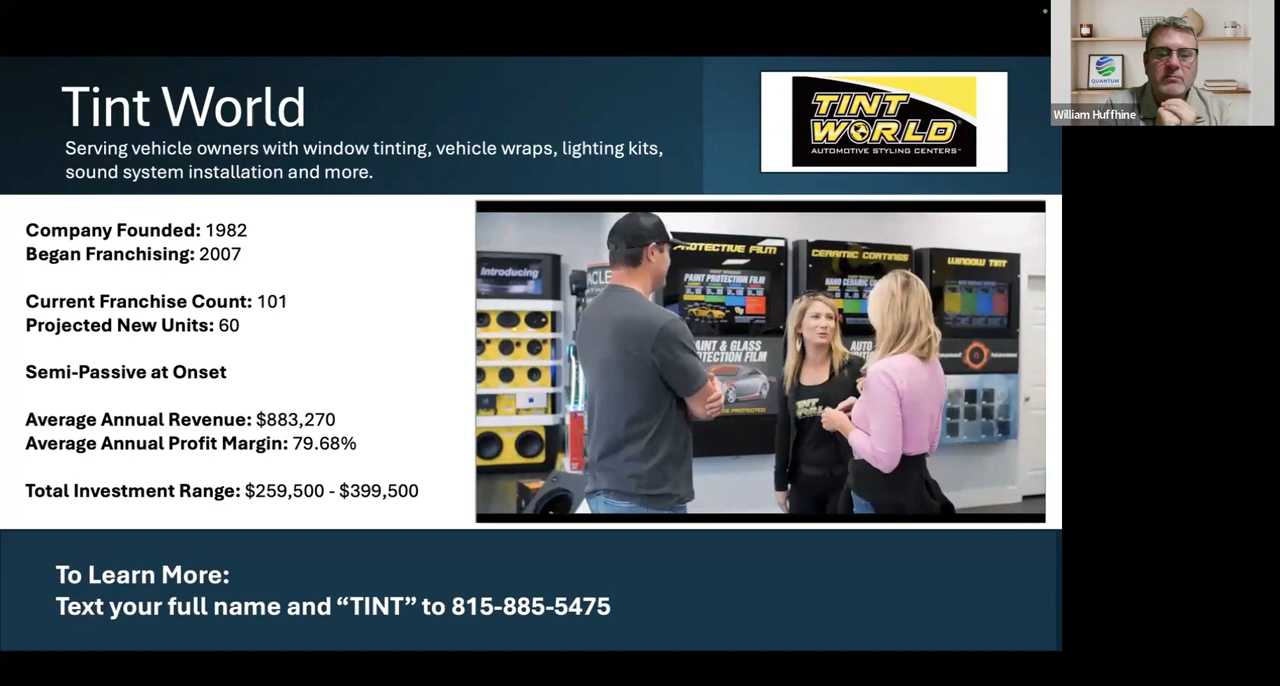 Tint World
Serving vehicle owners with window tinting, vehicle wraps, lighting kits,
sound system installation and more.
TINT
WORLD
AUTOMOTIVE STYLING CENTERS
QUANTUM
William Huffhine
Company Founded: 1982
Began Franchising: 2007
Current Franchise Count: 101
Projected New Units: 60
Semi-Passive at Onset
Average Annual Revenue: $883,270
Average Annual Profit Margin: 79.68%
Total Investment Range: $259,500 - $399,500
Introducing
PROTECTIVE FILM
PAINT PROTECTION FILM
CERAMIC COATINGS
WINDOW TINT
To Learn More:
Text your full name and “TINT” to 815-885-5475